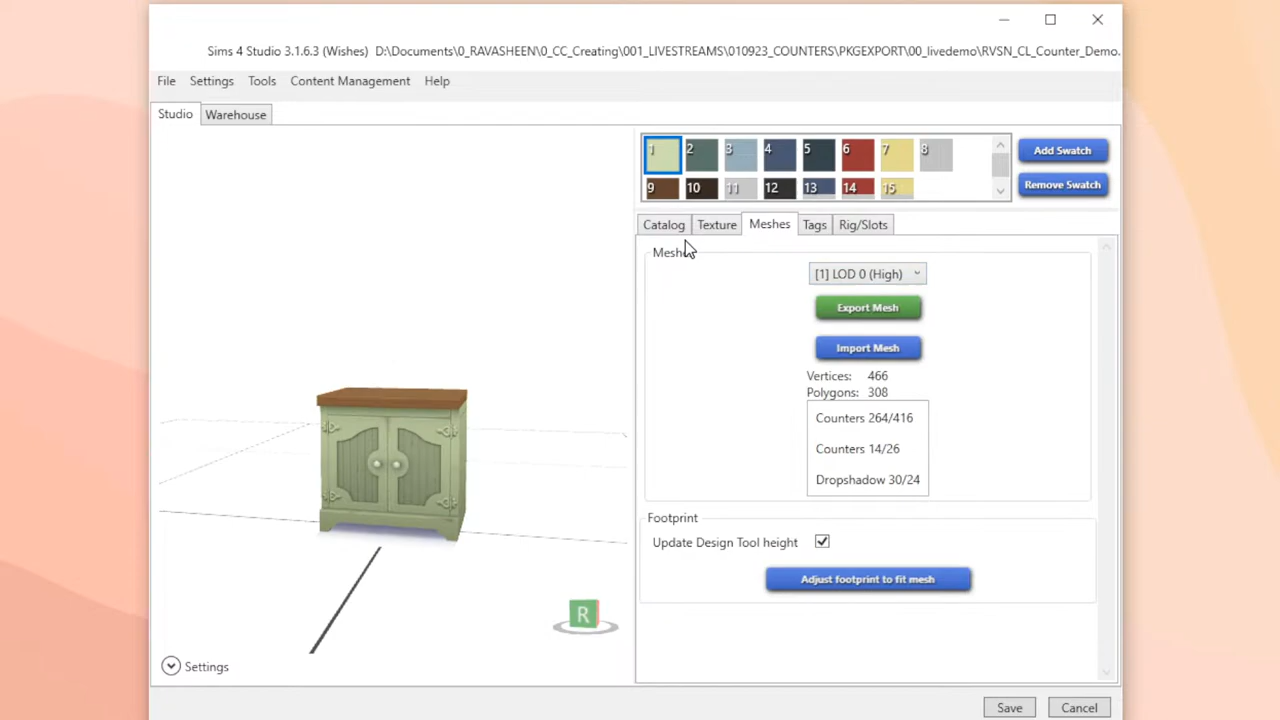 Sims 4 Studio 3.1.6.3 (Wishes) D:\Documents\0_RAVASHEEN\0_CC_Creating\001_LIVESTREAMS\010923_COUNTERS\PKGEXPORT\00_livedemo\RVSN_CL_Counter_Demo.
File Settings Tools Content Management Help
Studio Warehouse
1 2 3 4 5 6 7 8
Add Swatch
9 10 11 12 13 14 15
Remove Swatch
Catalog Texture Meshes Tags Rig/Slots
Meshes
[1] LOD 0 (High)
Export Mesh
Import Mesh
Vertices: 466
Polygons: 308
Counters 264/416
Counters 14/26
Dropshadow 30/24
Footprint
Update Design Tool height
Adjust footprint to fit mesh
R
Settings
Save Cancel